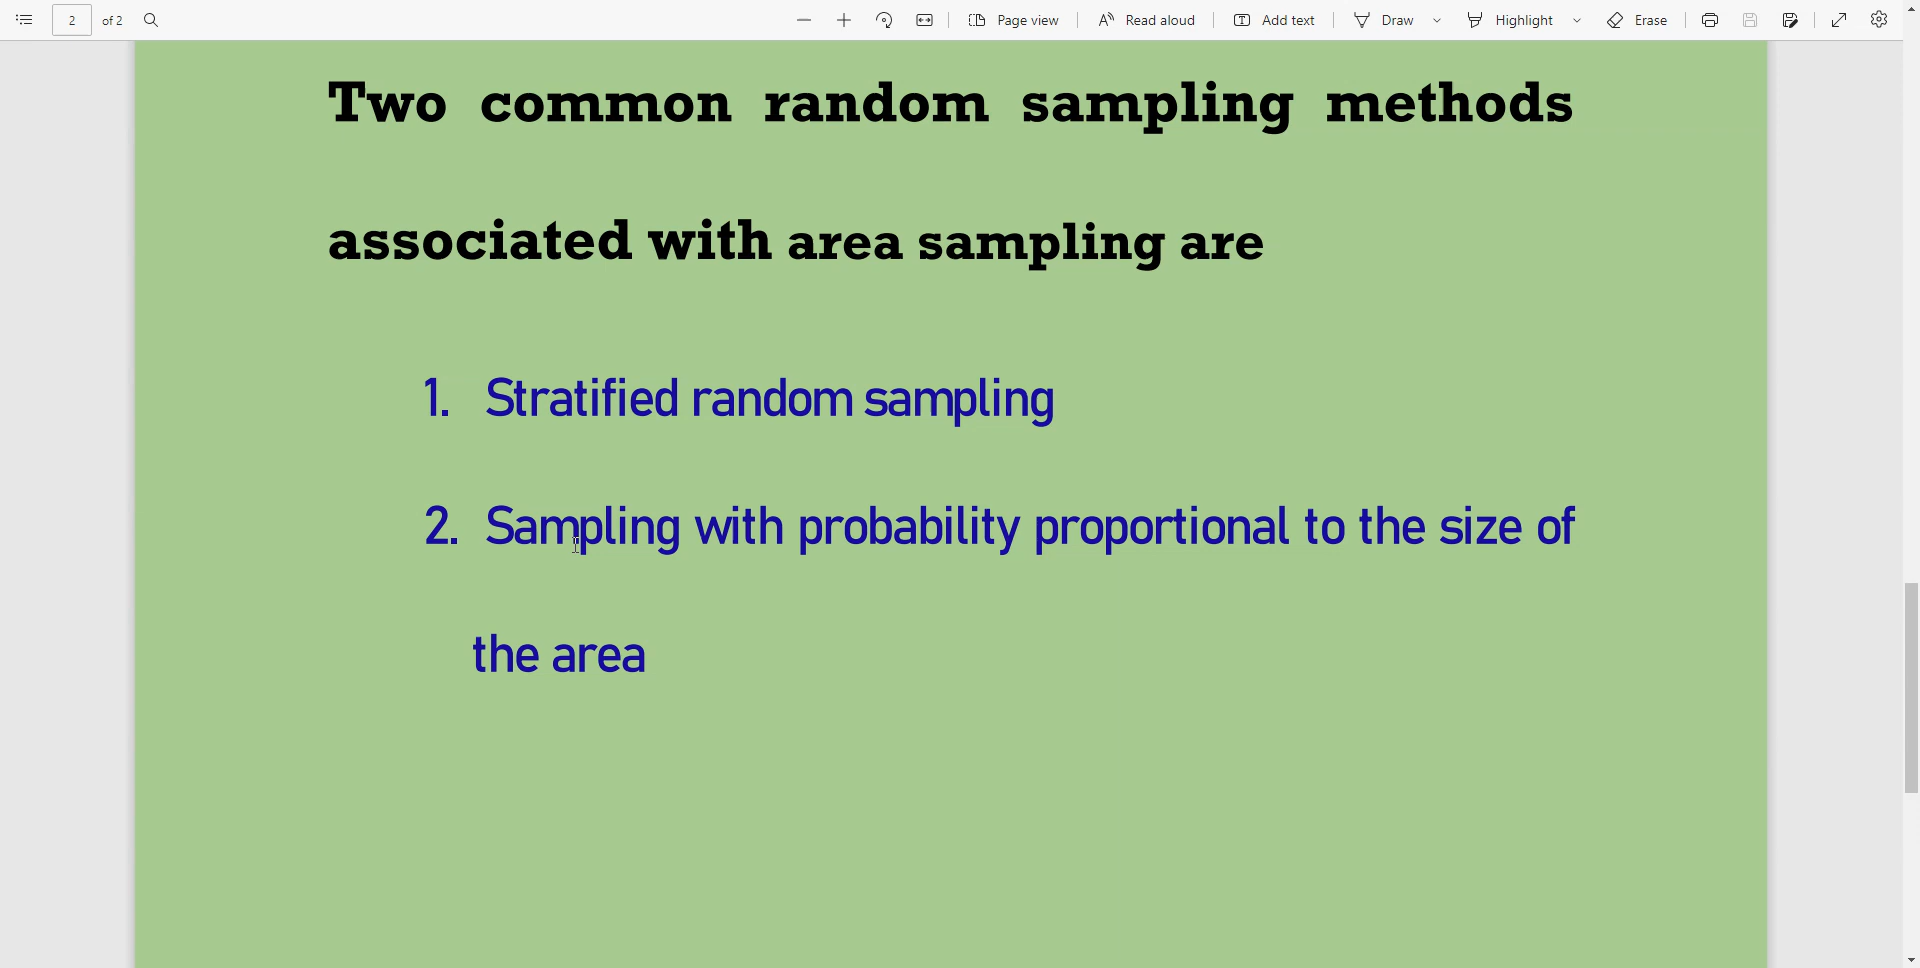 2 of 2 Page view Read aloud Add text Draw Highlight Erase
Two common random sampling methods
associated with area sampling are
1. Stratified random sampling
2. Sampling with probability proportional to the size of
the area